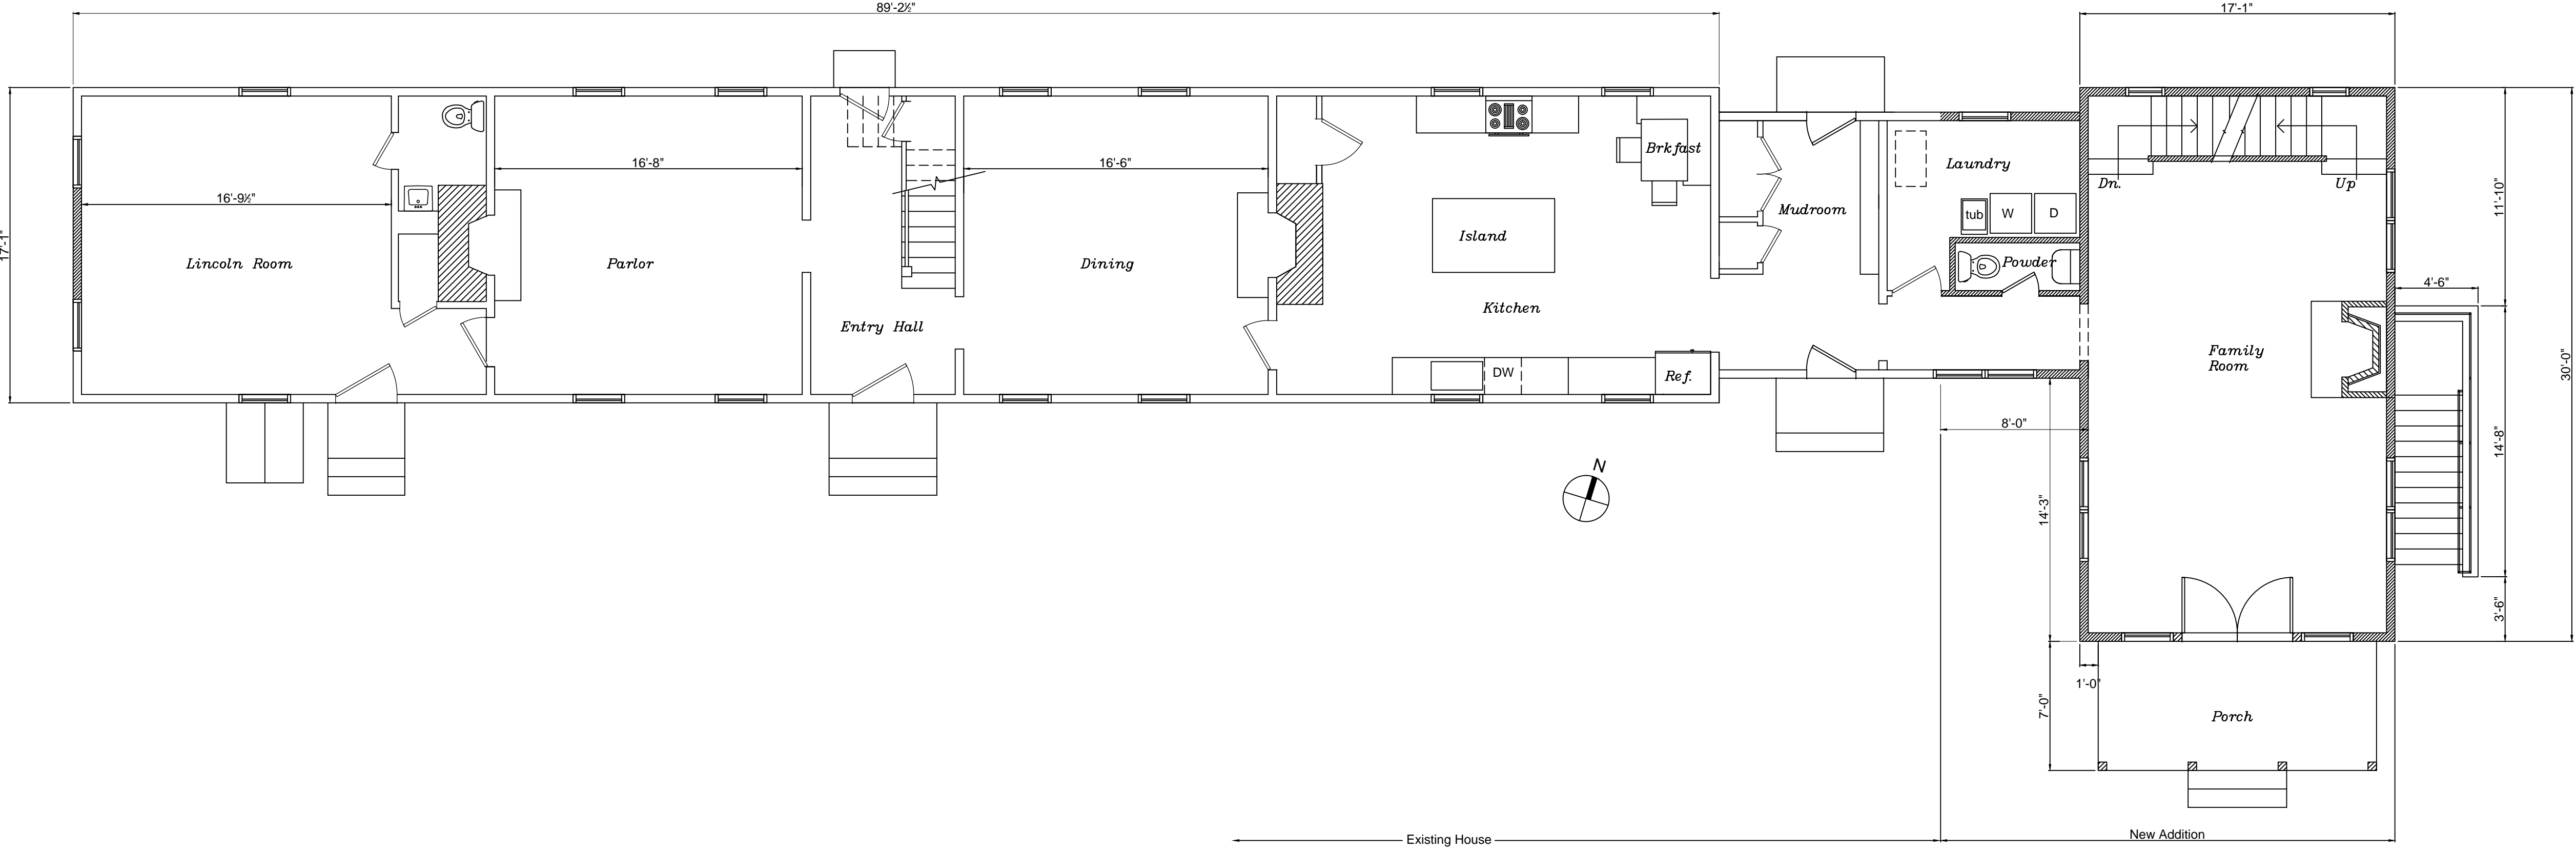 89'-2½"
17'-1"
17'-1"
16'-9½"
16'-8"
16'-6"
Brkfast
Laundry
Dn.
Up
11'-10"
30'-0"
Mudroom
tub
W
D
Island
Lincoln Room
Parlor
Dining
Powder
4'-6"
Kitchen
Entry Hall
Family
Room
DW
Ref.
8'-0"
14'-8"
N
14'-3"
3'-6"
1'-0"
7'-0"
Porch
Existing House
New Addition